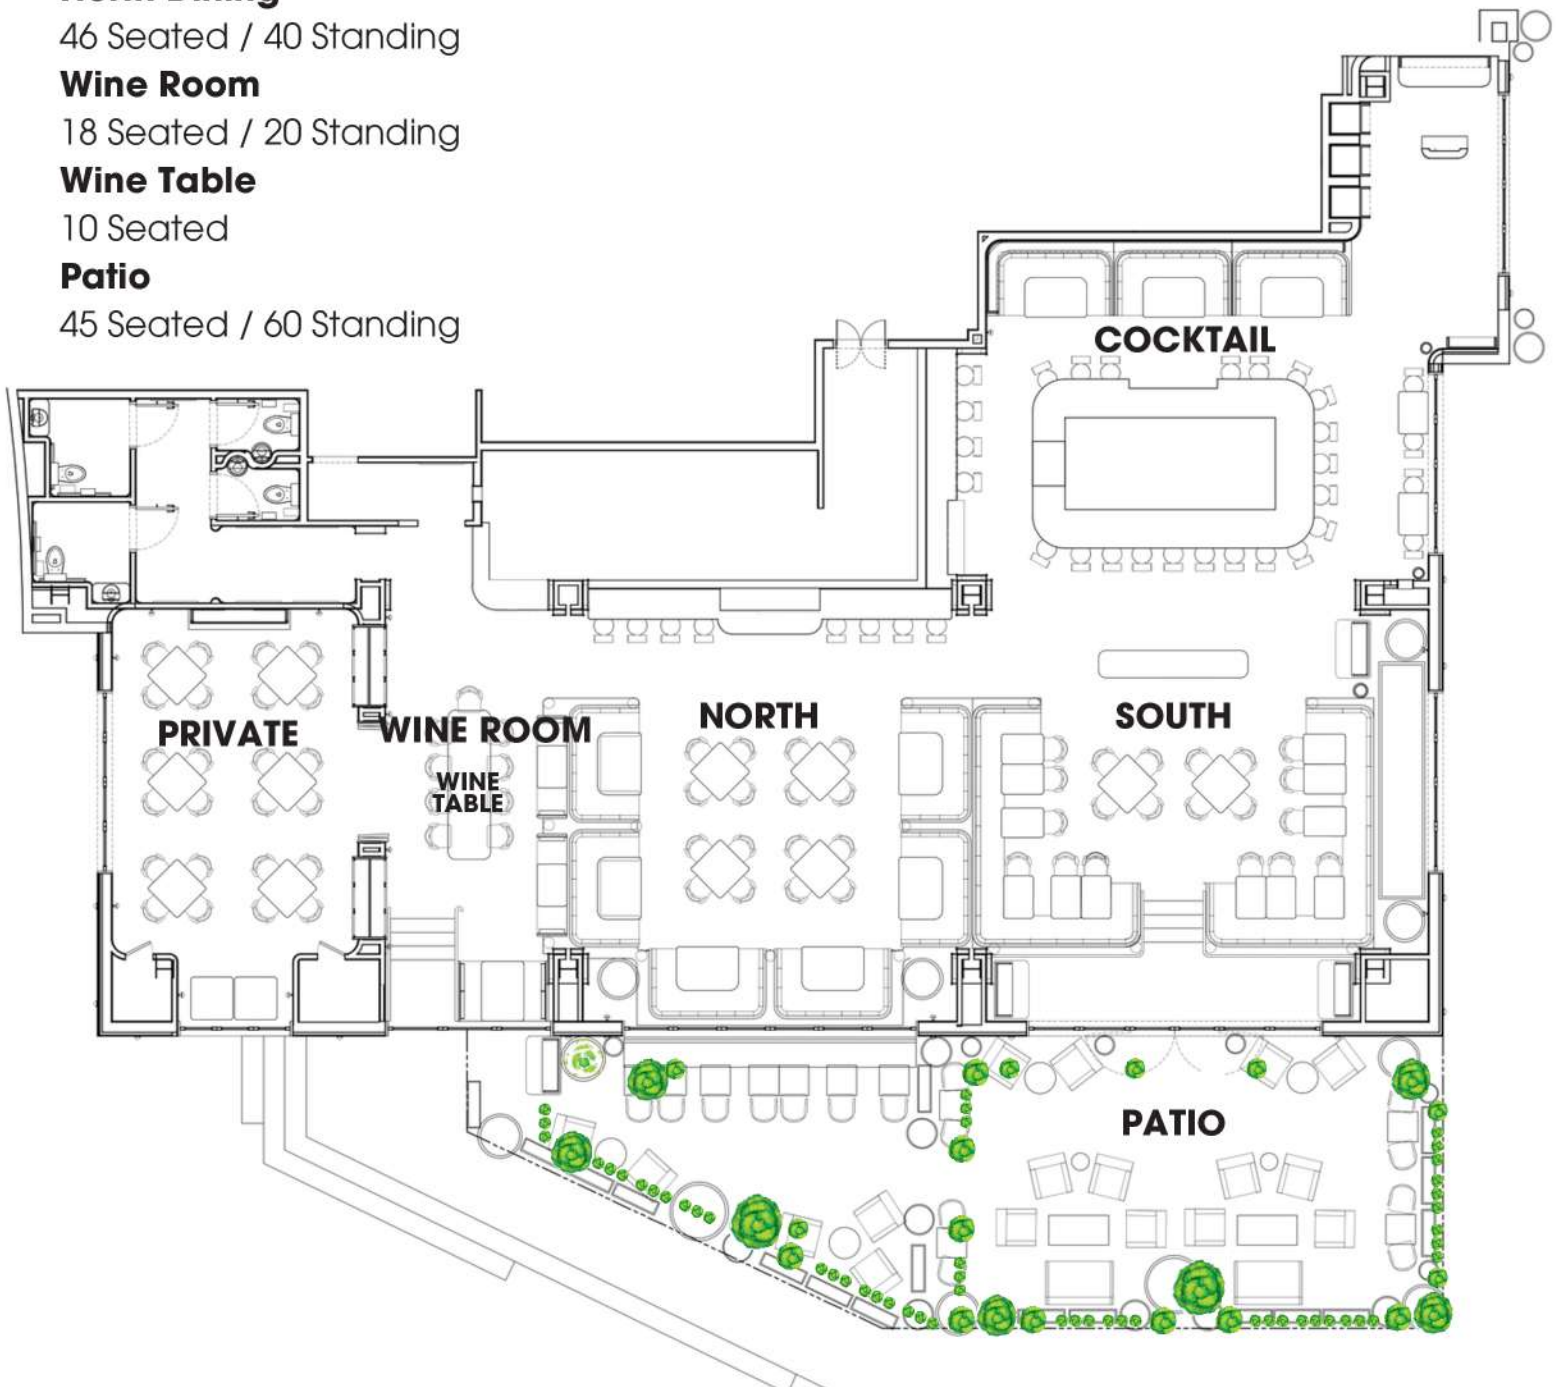 46 Seated / 40 Standing
Wine Room
18 Seated / 20 Standing
Wine Table
10 Seated
Patio
45 Seated / 60 Standing
COCKTAIL
PRIVATE
WINE ROOM
WINE
TABLE
NORTH
SOUTH
PATIO